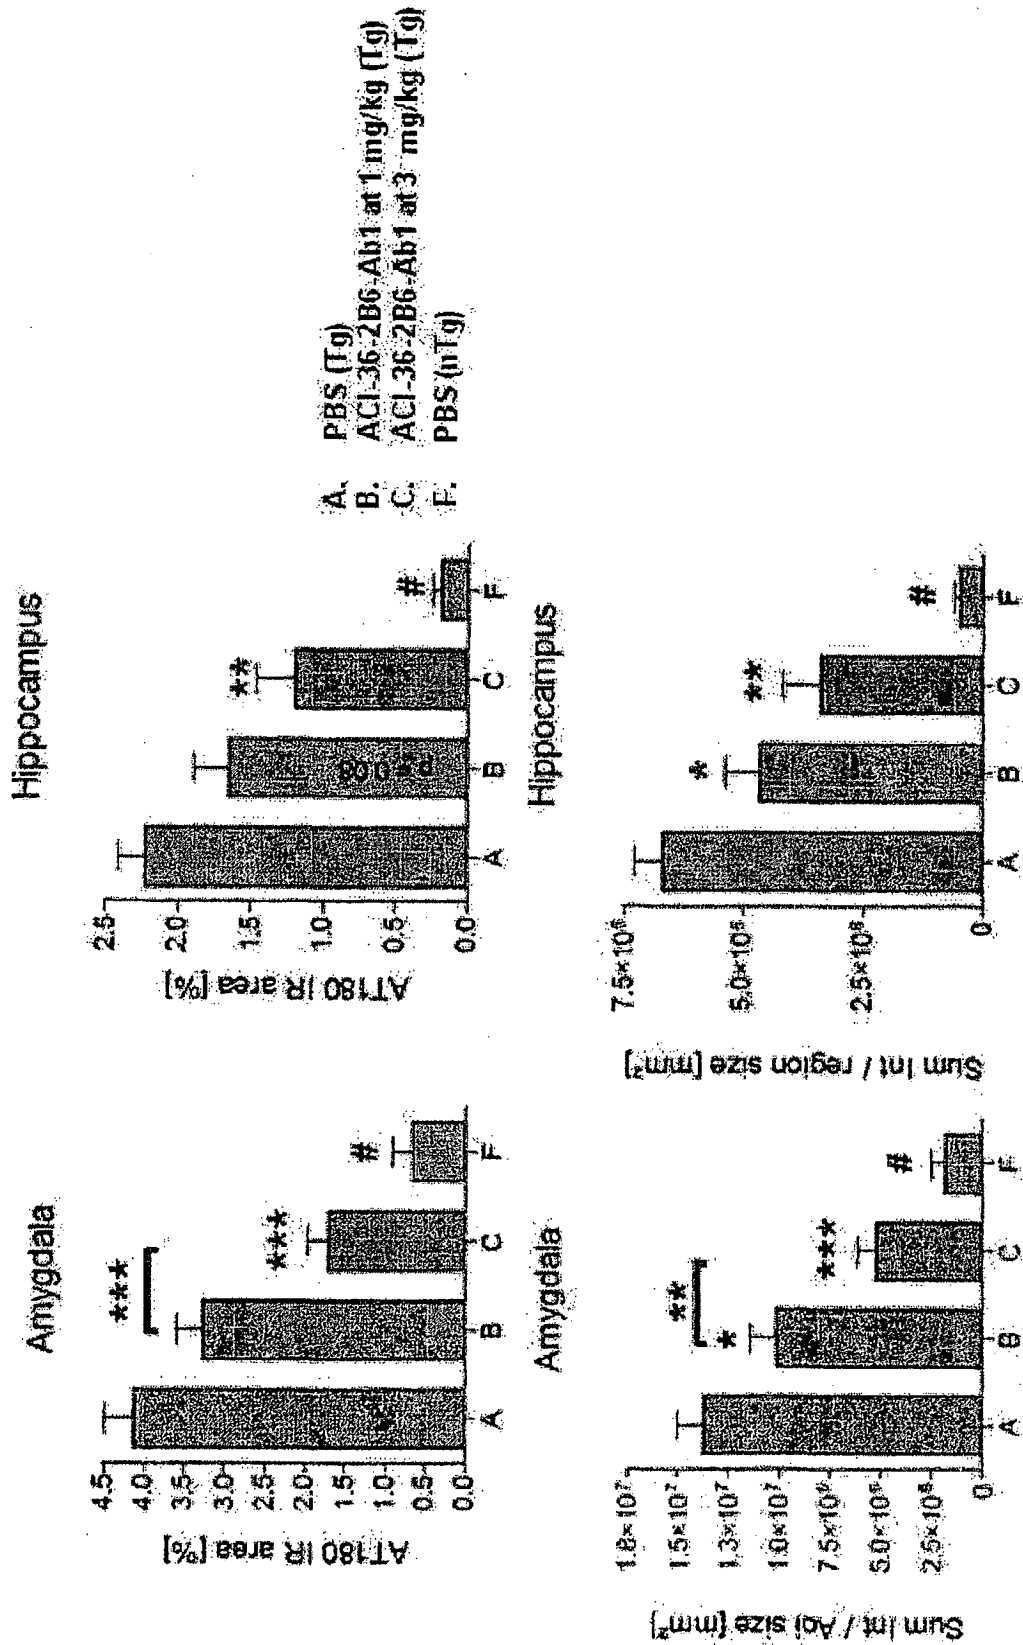 Amygdala
AT180 IR area [%]
4.5
4.0
3.5
2.5
2.0
1.5
1.0
0.5
0.0
***
***
#
A
B
C
F
Hippocampus
AT180 IR area [%]
2.5
2.0
1.5
1.0
0.5
0.0
p = 0.08
**
#
A
B
C
F
A. PBS (Tg)
B. ACI-36-2B6-Ab1 at 1 mg/kg (Tg)
C. ACI-36-2B6-Ab1 at 3 mg/kg (Tg)
F. PBS (nTg)
Amygdala
Sum Int / Aoi size [mm²]
1.8×10⁷
1.5×10⁷
1.3×10⁷
1.0×10⁷
7.5×10⁶
5.0×10⁶
2.5×10⁶
0
**
*
***
#
A
B
C
F
Hippocampus
Sum Int / region size [mm²]
7.5×10⁶
5.0×10⁶
2.5×10⁶
0
*
**
#
A
B
C
F